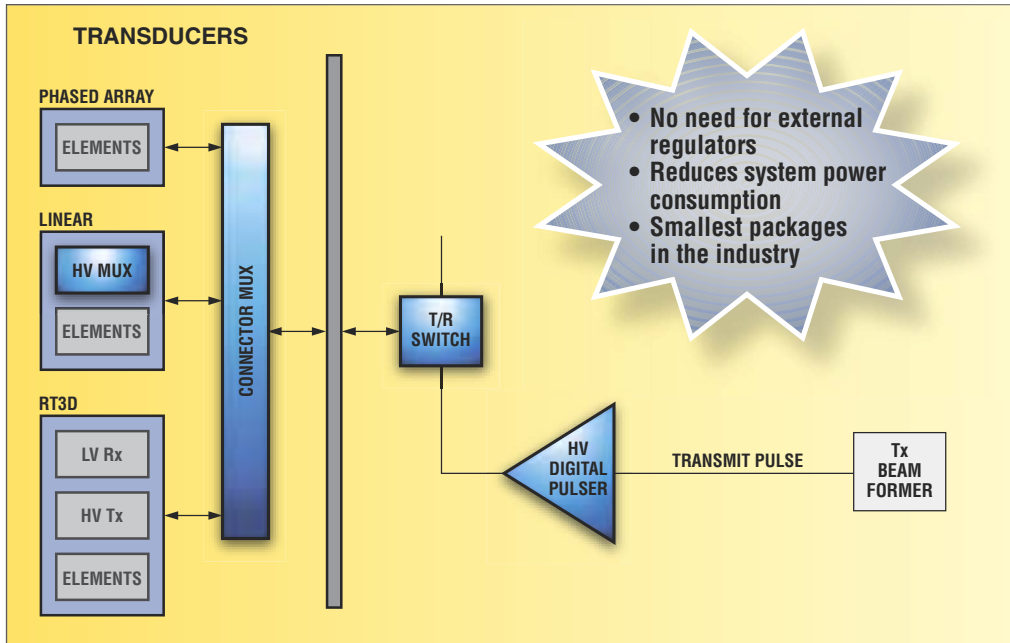 TRANSDUCERS
PHASED ARRAY
ELEMENTS
LINEAR
HV MUX
ELEMENTS
RT3D
LV Rx
HV Tx
ELEMENTS
CONNECTOR MUX
T/R
SWITCH
HV
DIGITAL
PULSER
TRANSMIT PULSE
Tx
BEAM
FORMER
• No need for external
regulators
• Reduces system power
consumption
• Smallest packages
in the industry